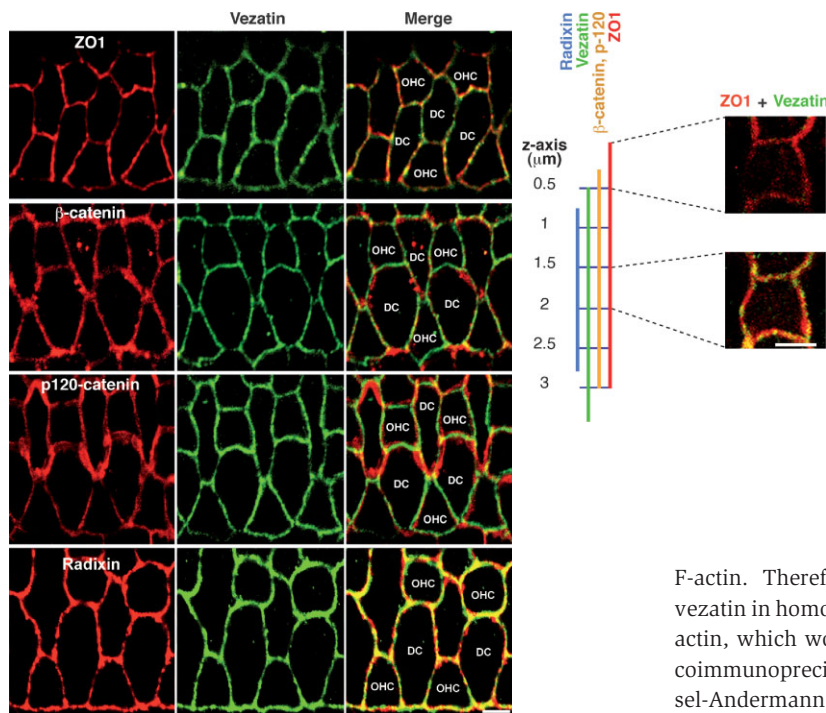 Vezatin Merge
ZO1
OHC OHC
DC
DC DC
OHC
β-catenin
OHC DC OHC
DC DC
OHC
p120-catenin
DC
OHC OHC
DC DC
OHC
Radixin
OHC
OHC
DC DC
OHC OHC
Radixin
Vezatin
β-catenin, p-120
ZO1
z-axis
(μm)
0.5
1
1.5
2
2.5
3
ZO1 + Vezatin
F-actin. Theref
vezatin in homo
actin, which wo
coimmunoprecip
sel-Andermann